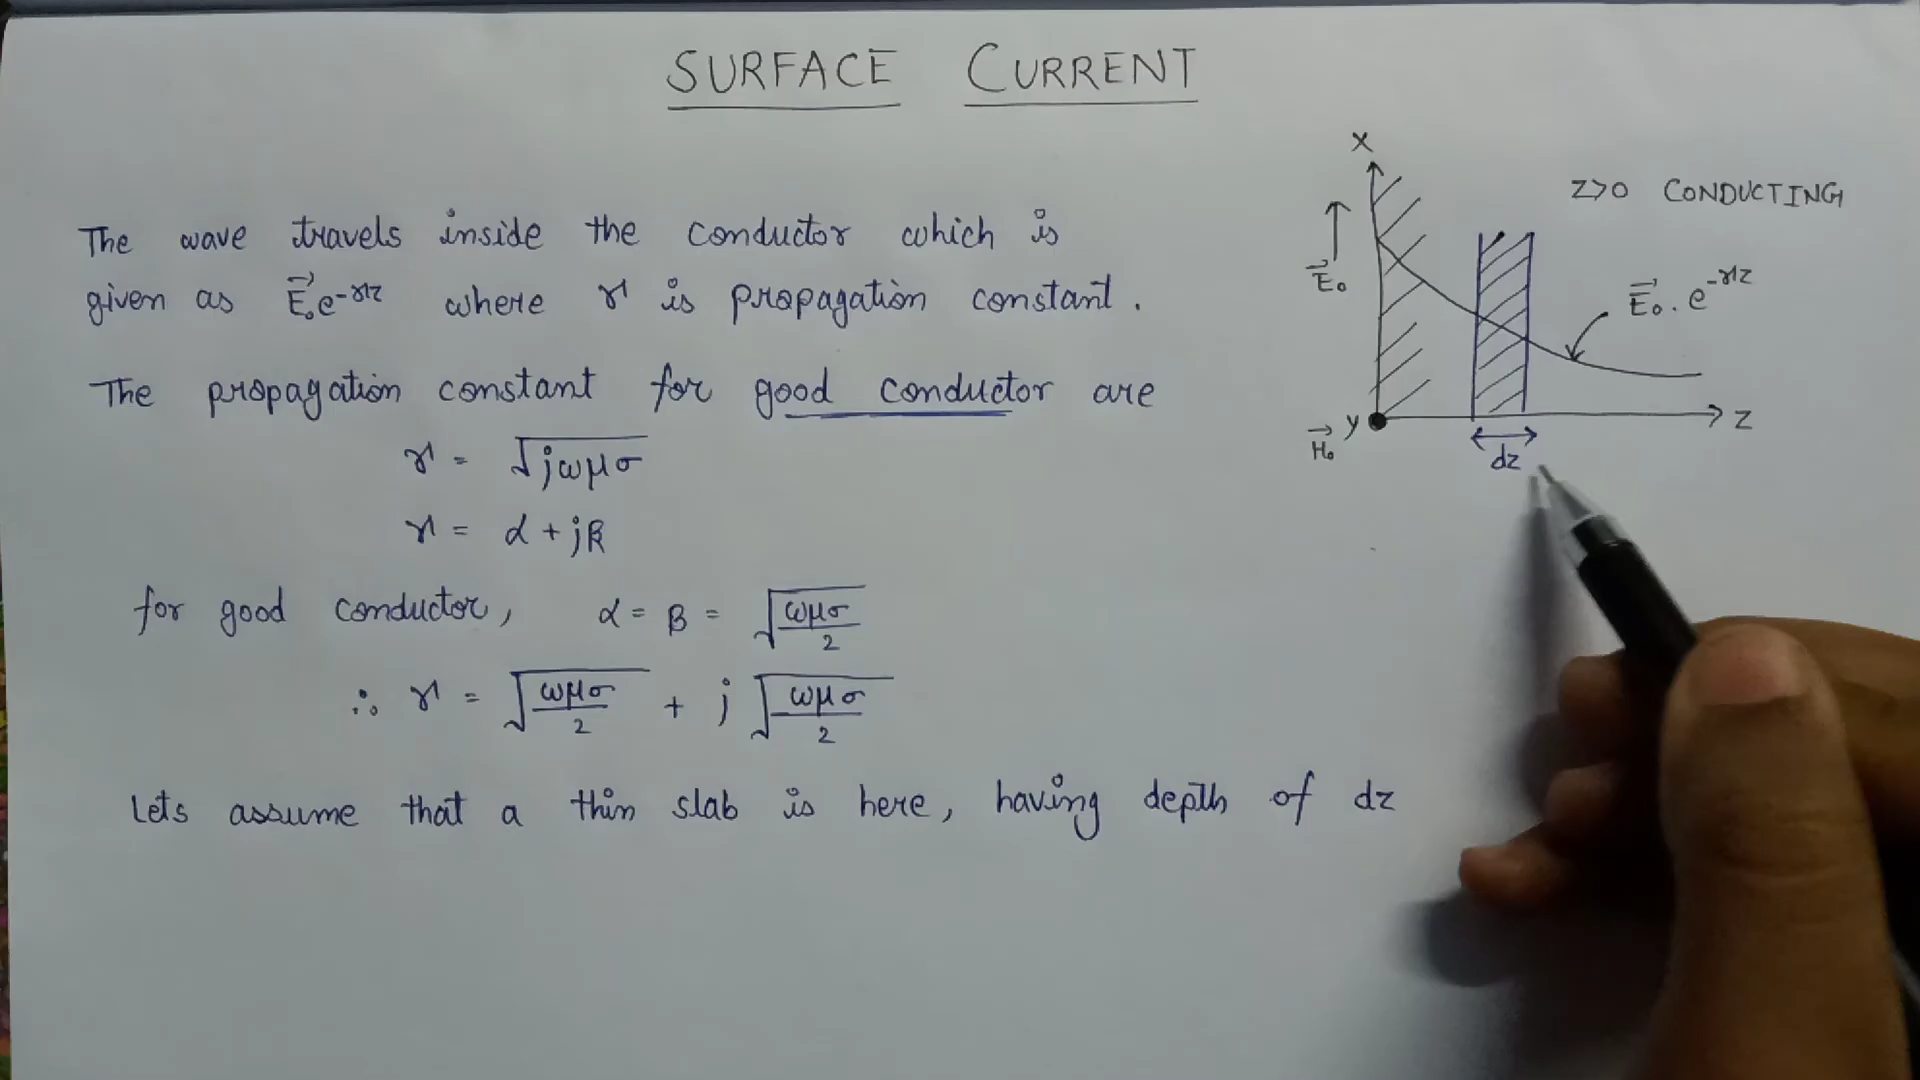 SURFACE CURRENT
The wave travels inside the conductor which is
given as E⃗₀e^-γz where γ is propagation constant.
The propagation constant for good conductor are
γ = √jωμσ
γ = α + jβ
for good conductor, α = β = √ωμσ/2
∴ γ = √ωμσ/2 + j √ωμσ/2
Lets assume that a thin slab is here, having depth of dz
X
Z>0 CONDUCTING
E⃗₀
E⃗₀ . e^-γz
Y
Z
H⃗₀
dz